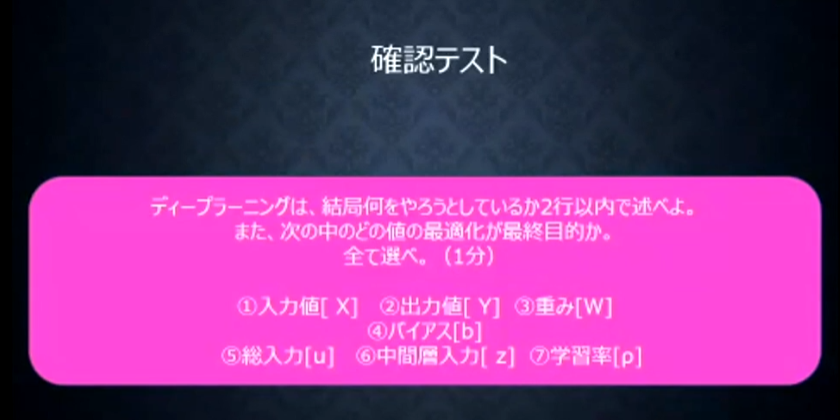 確認テスト
ディープラーニングは、結局何をやろうとしているか2行以内で述べよ。
また、次の中のどの値の最適化が最終目的か。
全て選べ。（1分）
①入力値[ X]　②出力値[ Y]　③重み[W]
④バイアス[b]
⑤総入力[u]　⑥中間層入力[ z]　⑦学習率[ρ]